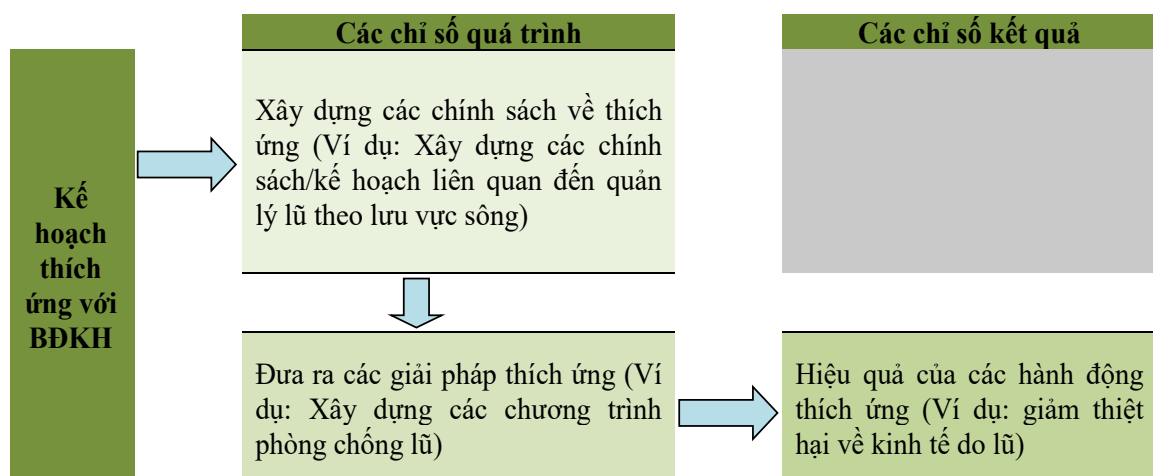 Các chỉ số quá trình
Các chỉ số kết quả
Kế
hoạch
thích
ứng với
BĐKH
Xây dựng các chính sách về thích
ứng (Ví dụ: Xây dựng các chính
sách/kế hoạch liên quan đến quản
lý lũ theo lưu vực sông)
Đưa ra các giải pháp thích ứng (Ví
dụ: Xây dựng các chương trình
phòng chống lũ)
Hiệu quả của các hành động
thích ứng (Ví dụ: giảm thiệt
hại về kinh tế do lũ)